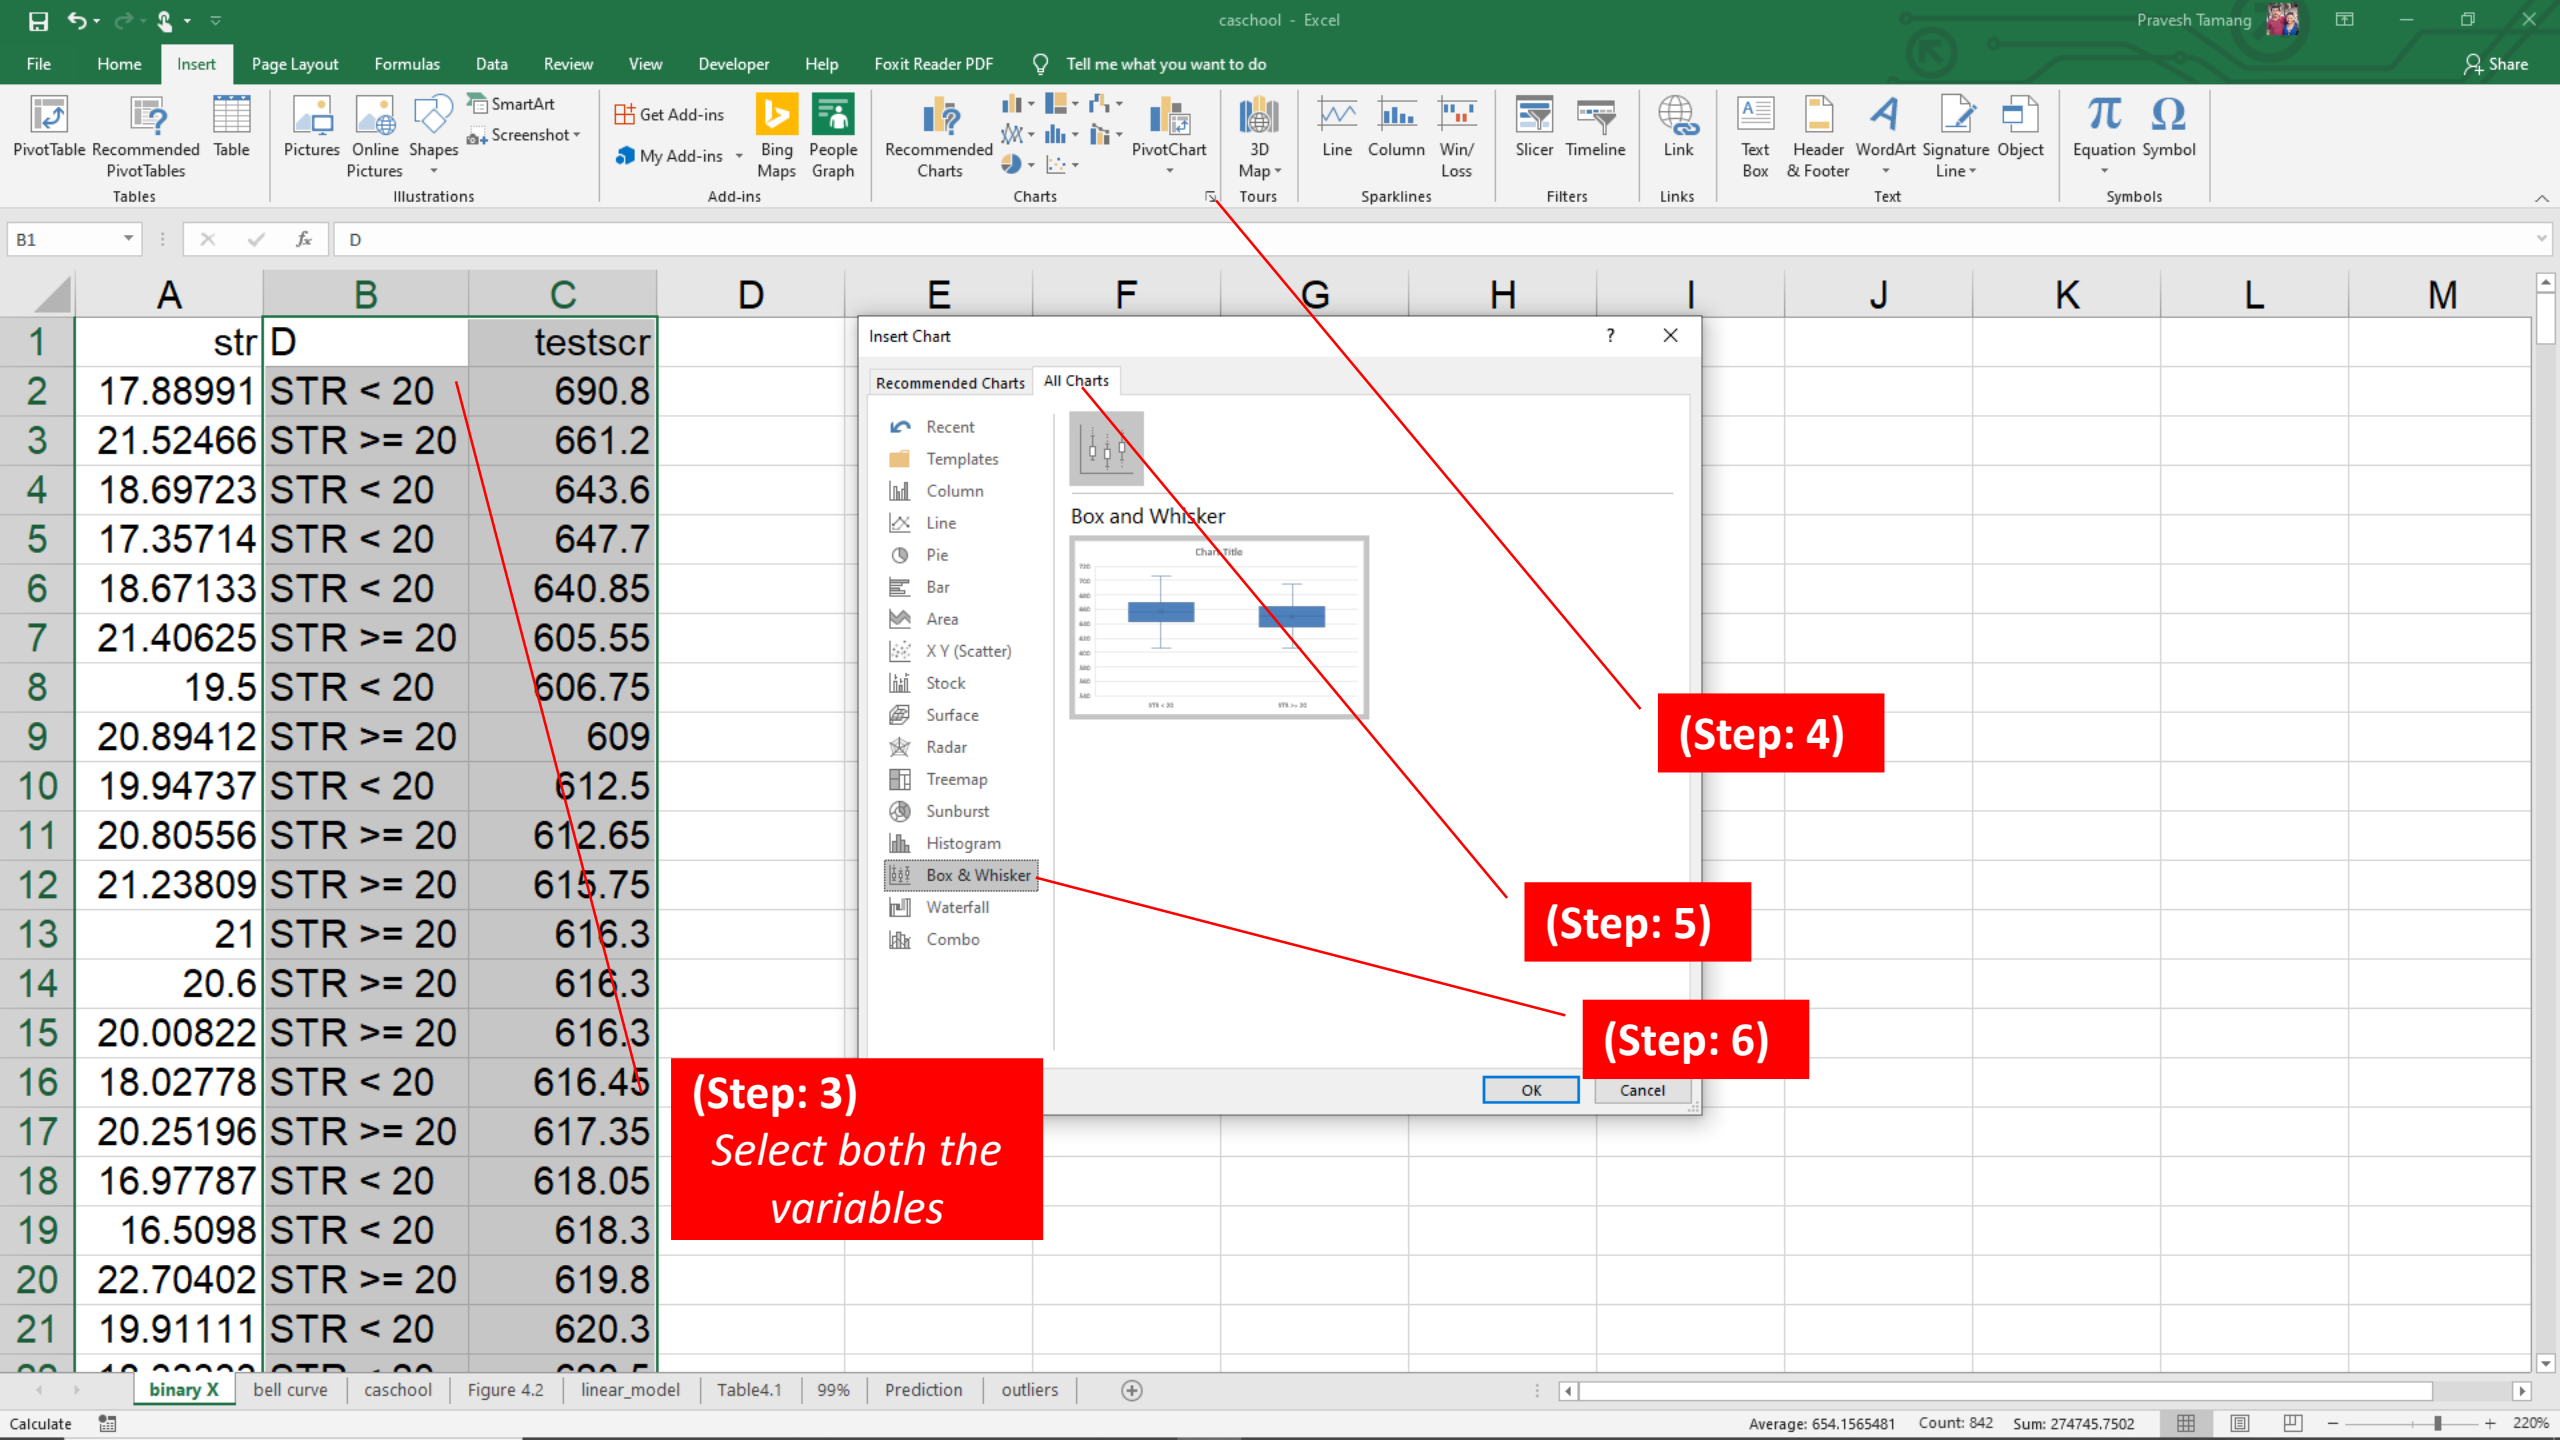 caschool - Excel
Pravesh Tamang
File Home Insert Page Layout Formulas Data Review View Developer Help Foxit Reader PDF Tell me what you want to do Share
PivotTable Recommended PivotTables Table
Tables
Pictures Online Pictures Shapes SmartArt Screenshot
Illustrations
Get Add-ins My Add-ins Bing Maps People Graph
Add-ins
Recommended Charts PivotChart
Charts
3D Map
Tours
Line Column Win/Loss
Sparklines
Slicer Timeline
Filters
Link
Links
Text Box Header & Footer WordArt Signature Line Object
Text
Equation Symbol
Symbols
B1 fx D
A B C D E F G H I J K L M
1 str D testscr
2 17.88991 STR < 20 690.8
3 21.52466 STR >= 20 661.2
4 18.69723 STR < 20 643.6
5 17.35714 STR < 20 647.7
6 18.67133 STR < 20 640.85
7 21.40625 STR >= 20 605.55
8 19.5 STR < 20 606.75
9 20.89412 STR >= 20 609
10 19.94737 STR < 20 612.5
11 20.80556 STR >= 20 612.65
12 21.23809 STR >= 20 615.75
13 21 STR >= 20 616.3
14 20.6 STR >= 20 616.3
15 20.00822 STR >= 20 616.3
16 18.02778 STR < 20 616.45
17 20.25196 STR >= 20 617.35
18 16.97787 STR < 20 618.05
19 16.5098 STR < 20 618.3
20 22.70402 STR >= 20 619.8
21 19.91111 STR < 20 620.3
Insert Chart ?
Recommended Charts All Charts
Recent
Templates
Column
Line
Pie
Bar
Area
X Y (Scatter)
Stock
Surface
Radar
Treemap
Sunburst
Histogram
Box & Whisker
Waterfall
Combo
Box and Whisker
Chart Title
720
700
680
660
640
620
600
580
560
540
STR < 20 STR >= 20
OK Cancel
(Step: 4)
(Step: 5)
(Step: 6)
(Step: 3)
Select both the
variables
binary X bell curve caschool Figure 4.2 linear_model Table4.1 99% Prediction outliers
Calculate Average: 654.1565481 Count: 842 Sum: 274745.7502 220%